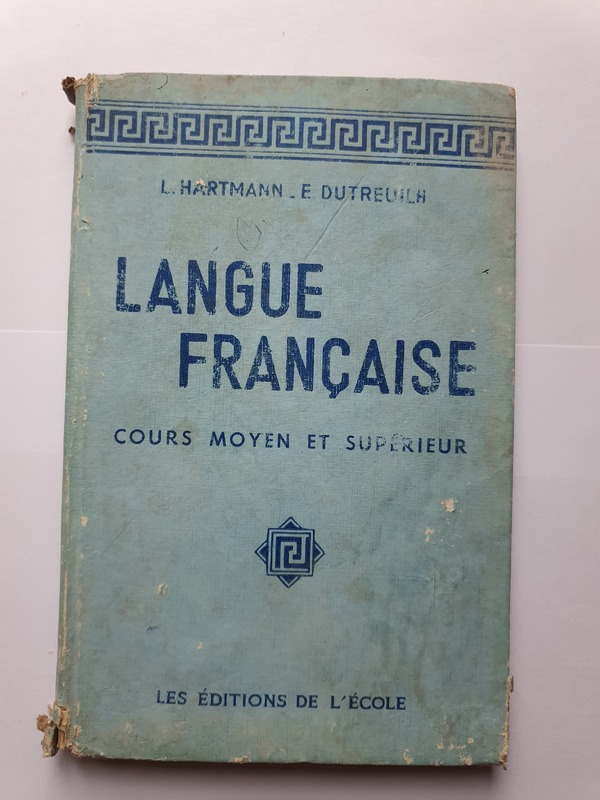 L. HARTMANN _ E. DUTREUILH
LANGUE
FRANÇAISE
COURS MOYEN ET SUPÉRIEUR
LES ÉDITIONS DE L'ÉCOLE